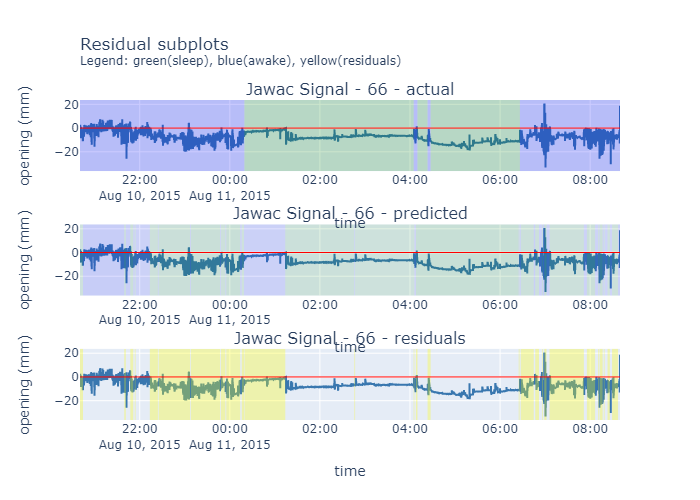 Residual subplots
Legend: green(sleep), blue(awake), yellow(residuals)
Jawac Signal - 66 - actual
opening (mm)
20
0
−20
22:00 00:00 02:00 04:00 06:00 08:00
Aug 10, 2015 Aug 11, 2015
time
Jawac Signal - 66 - predicted
opening (mm)
20
0
−20
22:00 00:00 02:00 04:00 06:00 08:00
Aug 10, 2015 Aug 11, 2015
time
Jawac Signal - 66 - residuals
opening (mm)
20
0
−20
22:00 00:00 02:00 04:00 06:00 08:00
Aug 10, 2015 Aug 11, 2015
time